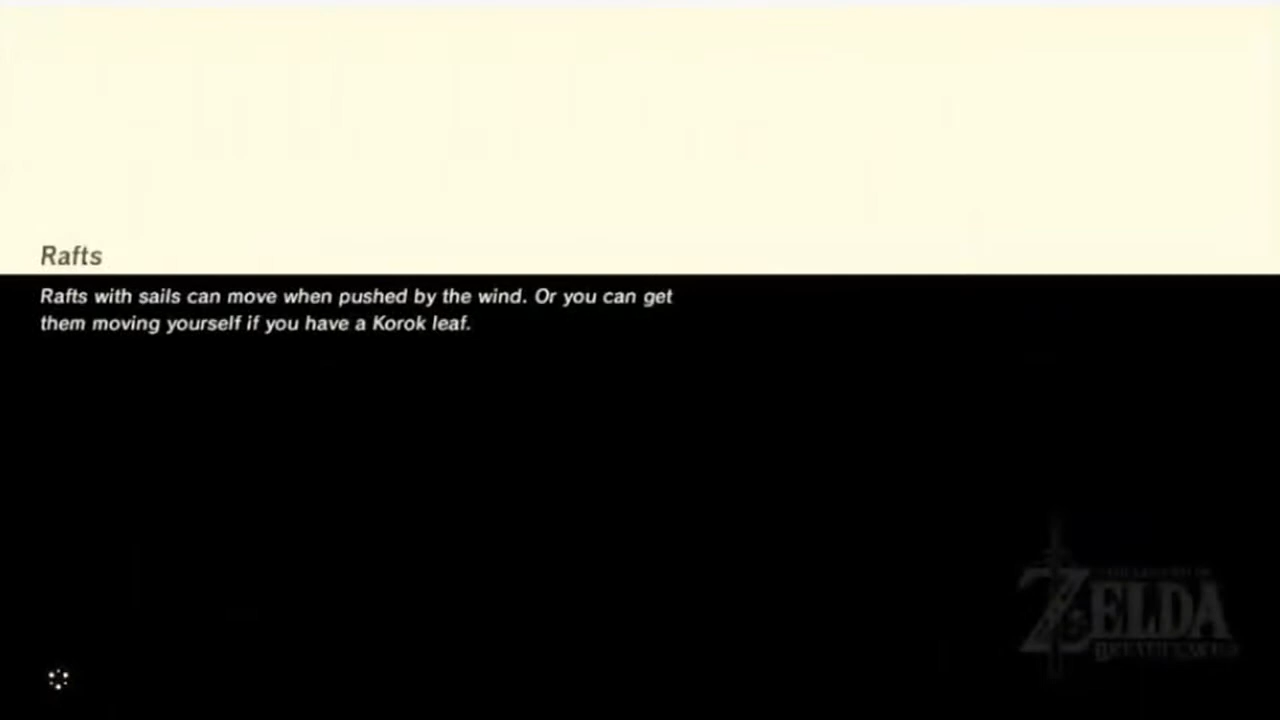 Rafts
Rafts with sails can move when pushed by the wind. Or you can get
them moving yourself if you have a Korok leaf.
ZELDA